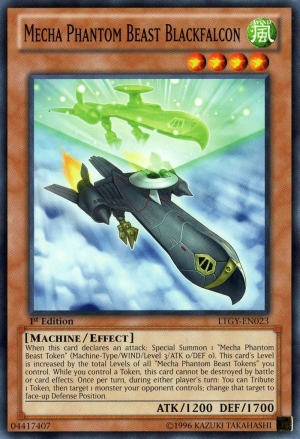 MECHA PHANTOM BEAST BLACKFALCON
WIND
風
1st Edition
LTGY-EN023
[MACHINE/EFFECT]
When this card declares an attack: Special Summon 1 "Mecha Phantom
Beast Token" (Machine-Type/WIND/Level 3/ATK 0/DEF 0). This card's Level
is increased by the total Levels of all "Mecha Phantom Beast Tokens" you
control. While you control a Token, this card cannot be destroyed by battle
or card effects. Once per turn, during either player's turn: You can Tribute
1 Token, then target 1 monster your opponent controls; change that target to
face-up Defense Position.
ATK/1200 DEF/1700
04417407
©1996 KAZUKI TAKAHASHI